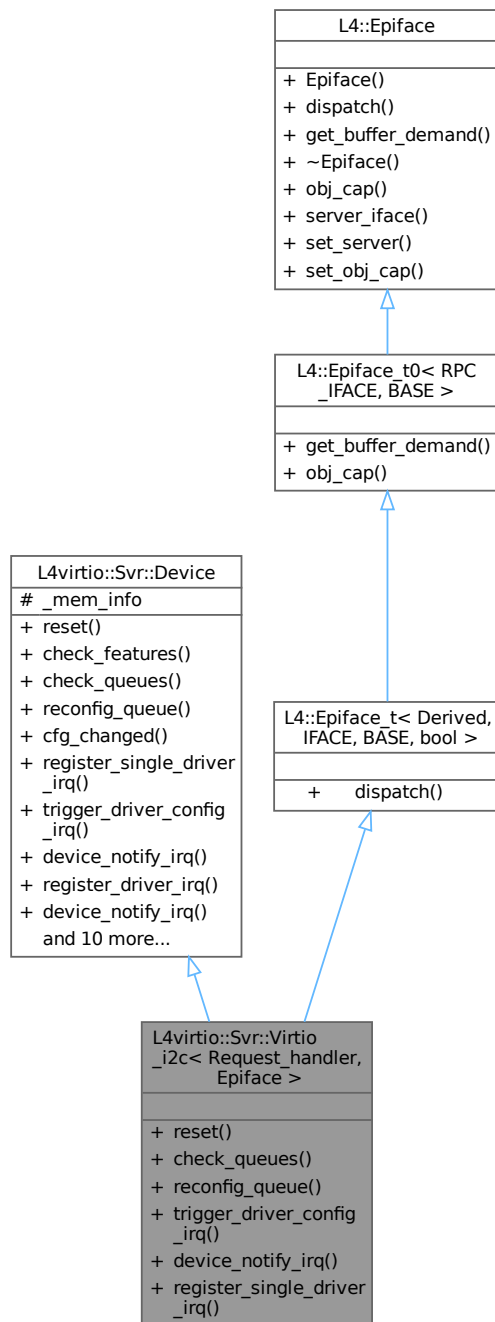 L4::Epiface
+ Epiface()
+ dispatch()
+ get_buffer_demand()
+ ~Epiface()
+ obj_cap()
+ server_iface()
+ set_server()
+ set_obj_cap()
L4::Epiface_t0< RPC
_IFACE, BASE >
+ get_buffer_demand()
+ obj_cap()
L4virtio::Svr::Device
# _mem_info
+ reset()
+ check_features()
+ check_queues()
+ reconfig_queue()
+ cfg_changed()
+ register_single_driver
_irq()
+ trigger_driver_config
_irq()
+ device_notify_irq()
+ register_driver_irq()
+ device_notify_irq()
and 10 more...
L4::Epiface_t< Derived,
IFACE, BASE, bool >
+ dispatch()
L4virtio::Svr::Virtio
_i2c< Request_handler,
Epiface >
+ reset()
+ check_queues()
+ reconfig_queue()
+ trigger_driver_config
_irq()
+ device_notify_irq()
+ register_single_driver
_irq()